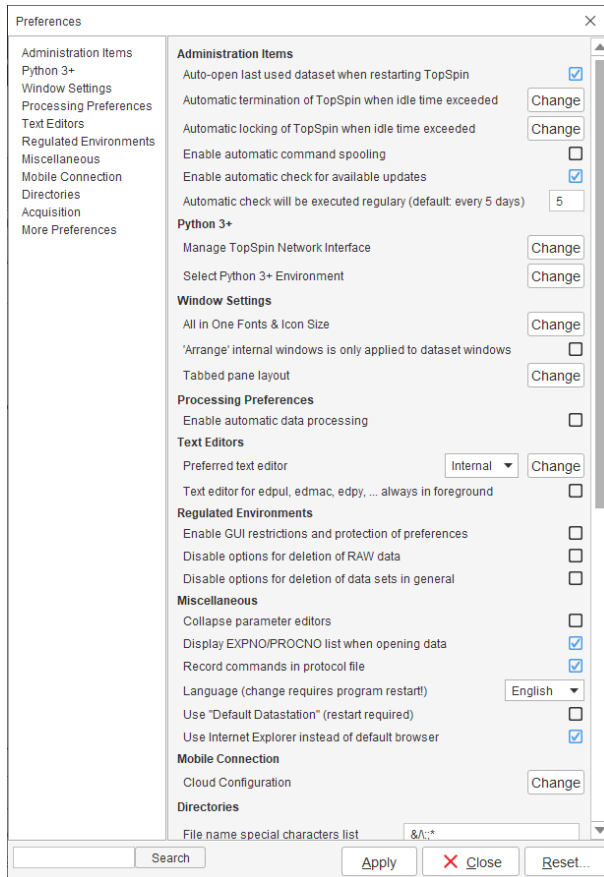 Preferences
Administration Items
Python 3+
Window Settings
Processing Preferences
Text Editors
Regulated Environments
Miscellaneous
Mobile Connection
Directories
Acquisition
More Preferences
Administration Items
Auto-open last used dataset when restarting TopSpin
Automatic termination of TopSpin when idle time exceeded Change
Automatic locking of TopSpin when idle time exceeded Change
Enable automatic command spooling
Enable automatic check for available updates
Automatic check will be executed regulary (default: every 5 days) 5
Python 3+
Manage TopSpin Network Interface Change
Select Python 3+ Environment Change
Window Settings
All in One Fonts & Icon Size Change
'Arrange' internal windows is only applied to dataset windows
Tabbed pane layout Change
Processing Preferences
Enable automatic data processing
Text Editors
Preferred text editor Internal Change
Text editor for edpul, edmac, edpy, ... always in foreground
Regulated Environments
Enable GUI restrictions and protection of preferences
Disable options for deletion of RAW data
Disable options for deletion of data sets in general
Miscellaneous
Collapse parameter editors
Display EXPNO/PROCNO list when opening data
Record commands in protocol file
Language (change requires program restart!) English
Use "Default Datastation" (restart required)
Use Internet Explorer instead of default browser
Mobile Connection
Cloud Configuration Change
Directories
File name special characters list &/\:;*
Search Apply Close Reset...